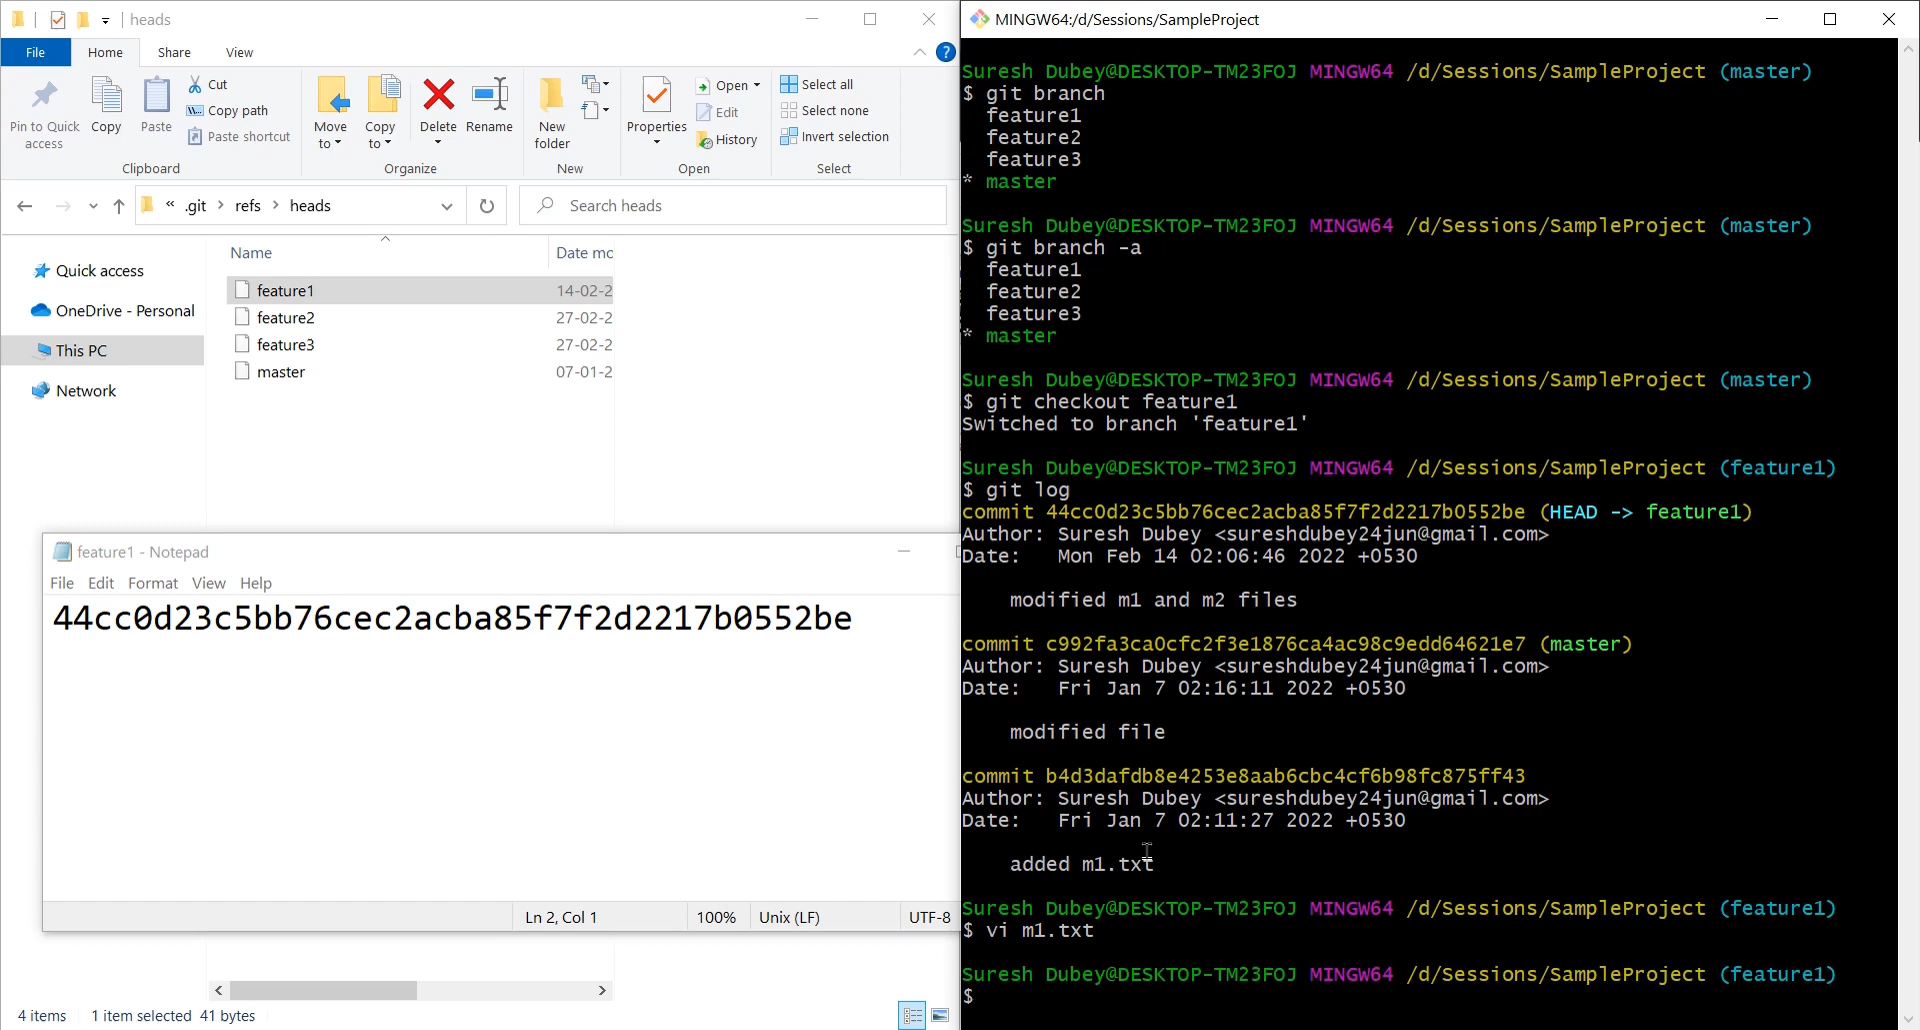 heads
File Home Share View
Pin to Quick access
Copy
Paste
Cut
Copy path
Paste shortcut
Clipboard
Move to
Copy to
Delete
Rename
Organize
New folder
New
Properties
Open
Edit
History
Open
Select all
Select none
Invert selection
Select
« .git > refs > heads
Search heads
Name Date mo
Quick access
OneDrive - Personal
This PC
Network
feature1 14-02-2
feature2 27-02-2
feature3 27-02-2
master 07-01-2
feature1 - Notepad
File Edit Format View Help
44cc0d23c5bb76cec2acba85f7f2d2217b0552be
Ln 2, Col 1 100% Unix (LF) UTF-8
4 items 1 item selected 41 bytes
MINGW64:/d/Sessions/SampleProject
Suresh Dubey@DESKTOP-TM23FOJ MINGW64 /d/Sessions/SampleProject (master)
$ git branch
feature1
feature2
feature3
* master
Suresh Dubey@DESKTOP-TM23FOJ MINGW64 /d/Sessions/SampleProject (master)
$ git branch -a
feature1
feature2
feature3
* master
Suresh Dubey@DESKTOP-TM23FOJ MINGW64 /d/Sessions/SampleProject (master)
$ git checkout feature1
Switched to branch 'feature1'
Suresh Dubey@DESKTOP-TM23FOJ MINGW64 /d/Sessions/SampleProject (feature1)
$ git log
commit 44cc0d23c5bb76cec2acba85f7f2d2217b0552be (HEAD -> feature1)
Author: Suresh Dubey <sureshdubey24jun@gmail.com>
Date:   Mon Feb 14 02:06:46 2022 +0530
modified m1 and m2 files
commit c992fa3ca0cfc2f3e1876ca4ac98c9edd64621e7 (master)
Author: Suresh Dubey <sureshdubey24jun@gmail.com>
Date:   Fri Jan 7 02:16:11 2022 +0530
modified file
commit b4d3dafdb8e4253e8aab6cbc4cf6b98fc875ff43
Author: Suresh Dubey <sureshdubey24jun@gmail.com>
Date:   Fri Jan 7 02:11:27 2022 +0530
added m1.txt
Suresh Dubey@DESKTOP-TM23FOJ MINGW64 /d/Sessions/SampleProject (feature1)
$ vi m1.txt
Suresh Dubey@DESKTOP-TM23FOJ MINGW64 /d/Sessions/SampleProject (feature1)
$